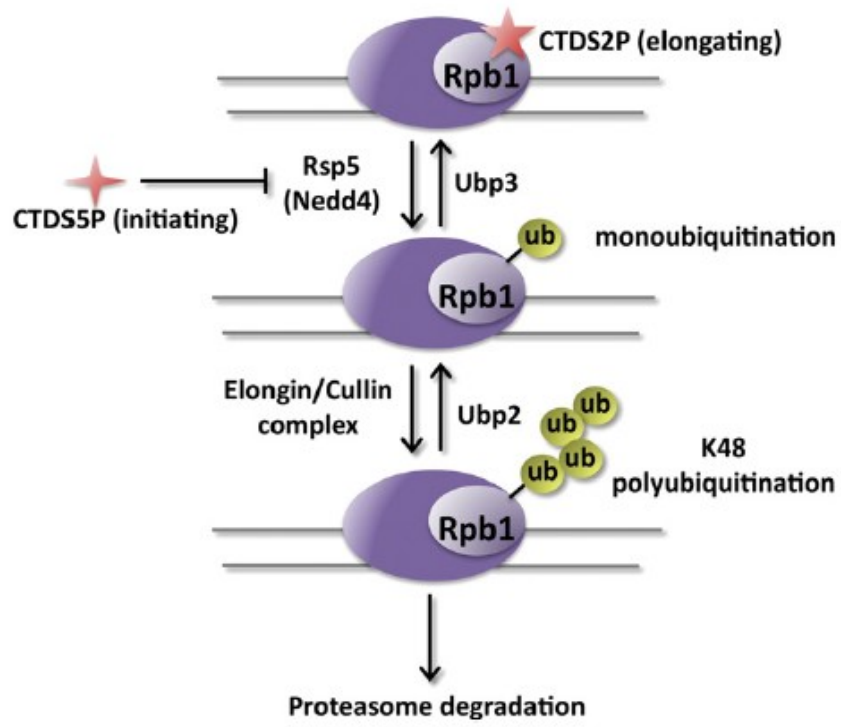 CTDS2P (elongating)
Rpb1
Rsp5
(Nedd4)
Ubp3
CTDS5P (initiating)
ub
monoubiquitination
Rpb1
Elongin/Cullin
complex
Ubp2
ub
ub
ub
ub
K48
polyubiquitination
Rpb1
Proteasome degradation